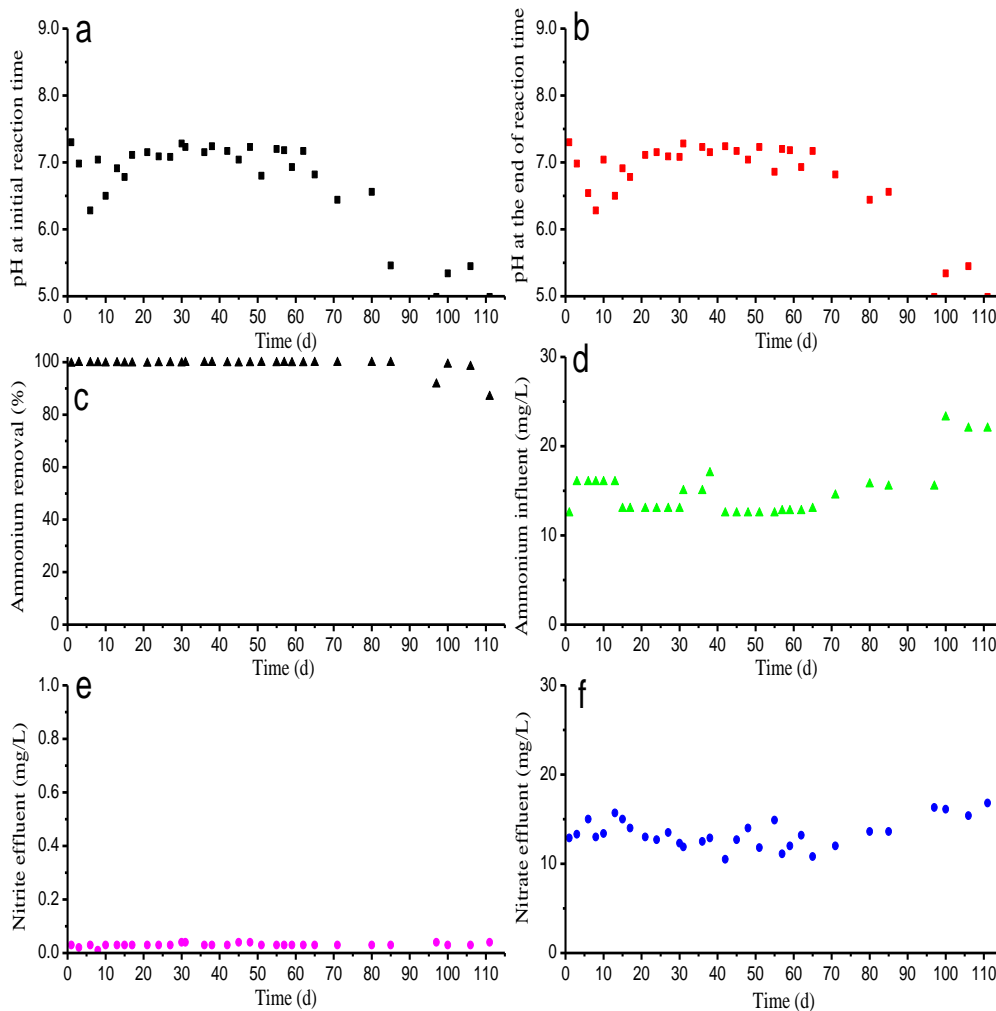 a
pH at initial reaction time
9.0
8.0
7.0
6.0
5.0
0 10 20 30 40 50 60 70 80 90 100 110
Time (d)
b
pH at the end of reaction time
9.0
8.0
7.0
6.0
5.0
0 10 20 30 40 50 60 70 80 90 100 110
Time (d)
c
Ammonium removal (%)
100
80
60
40
20
0
0 10 20 30 40 50 60 70 80 90 100 110
Time (d)
d
Ammonium influent (mg/L)
30
20
10
0
0 10 20 30 40 50 60 70 80 90 100 110
Time (d)
e
Nitrite effluent (mg/L)
1.0
0.8
0.6
0.4
0.2
0.0
0 10 20 30 40 50 60 70 80 90 100 110
Time (d)
f
Nitrate effluent (mg/L)
30
20
10
0
0 10 20 30 40 50 60 70 80 90 100 110
Time (d)